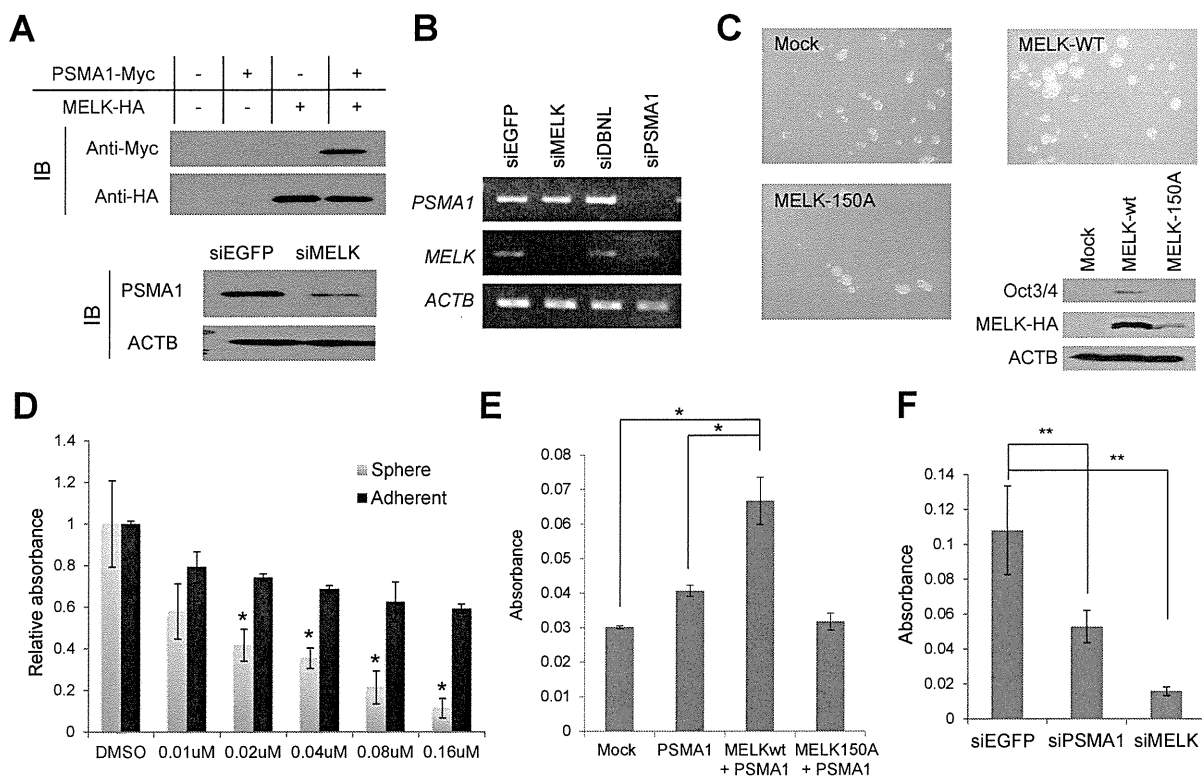 A
PSMA1-Myc - + - +
MELK-HA - - + +
IB
Anti-Myc
Anti-HA
siEGFP siMELK
IB
PSMA1
ACTB
B
siEGFP siMELK siDBNL siPSMA1
PSMA1
MELK
ACTB
C
Mock
MELK-WT
MELK-150A
Mock MELK-wt MELK-150A
Oct3/4
MELK-HA
ACTB
D
Relative absorbance
1.4
1.2
1
0.8
0.6
0.4
0.2
0
Sphere
Adherent
* * * *
DMSO 0.01uM 0.02uM 0.04uM 0.08uM 0.16uM
E
*
*
Absorbance
0.08
0.07
0.06
0.05
0.04
0.03
0.02
0.01
0
Mock PSMA1 MELKwt + PSMA1 MELK150A + PSMA1
F
**
**
Absorbance
0.14
0.12
0.1
0.08
0.06
0.04
0.02
0
siEGFP siPSMA1 siMELK